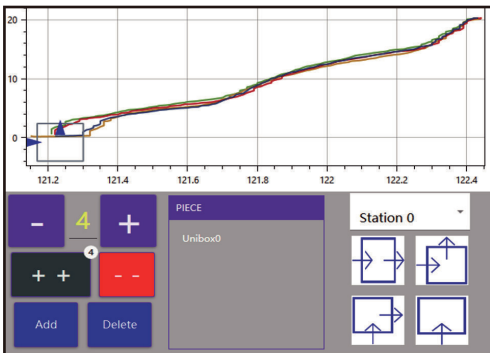 20
10
0
121.2 121.4 121.6 121.8 122 122.2 122.4
- 4 +
PIECE
Station 0
Unibox0
4
+ + - -
Add Delete